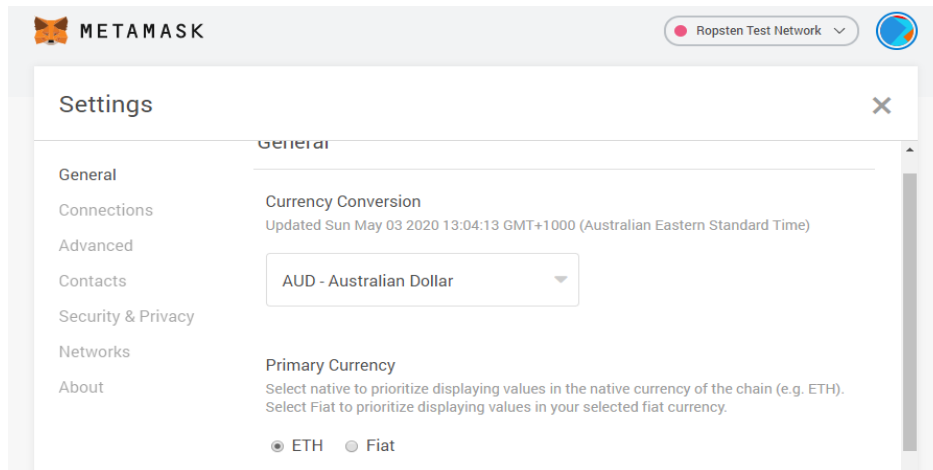 METAMASK
Ropsten Test Network
Settings
General
General
Connections
Advanced
Contacts
Security & Privacy
Networks
About
Currency Conversion
Updated Sun May 03 2020 13:04:13 GMT+1000 (Australian Eastern Standard Time)
AUD - Australian Dollar
Primary Currency
Select native to prioritize displaying values in the native currency of the chain (e.g. ETH).
Select Fiat to prioritize displaying values in your selected fiat currency.
ETH Fiat